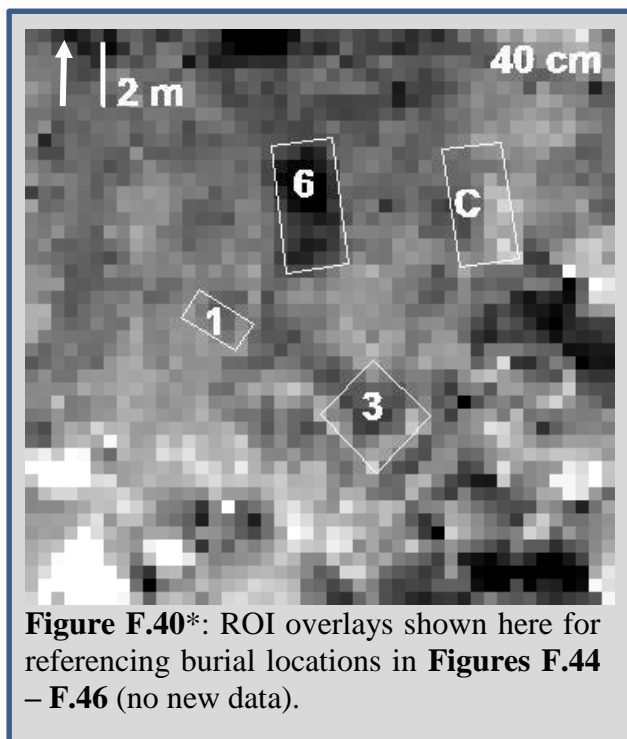 2 m
40 cm
6
C
1
3
Figure F.40*: ROI overlays shown here for
referencing burial locations in Figures F.44
– F.46 (no new data).